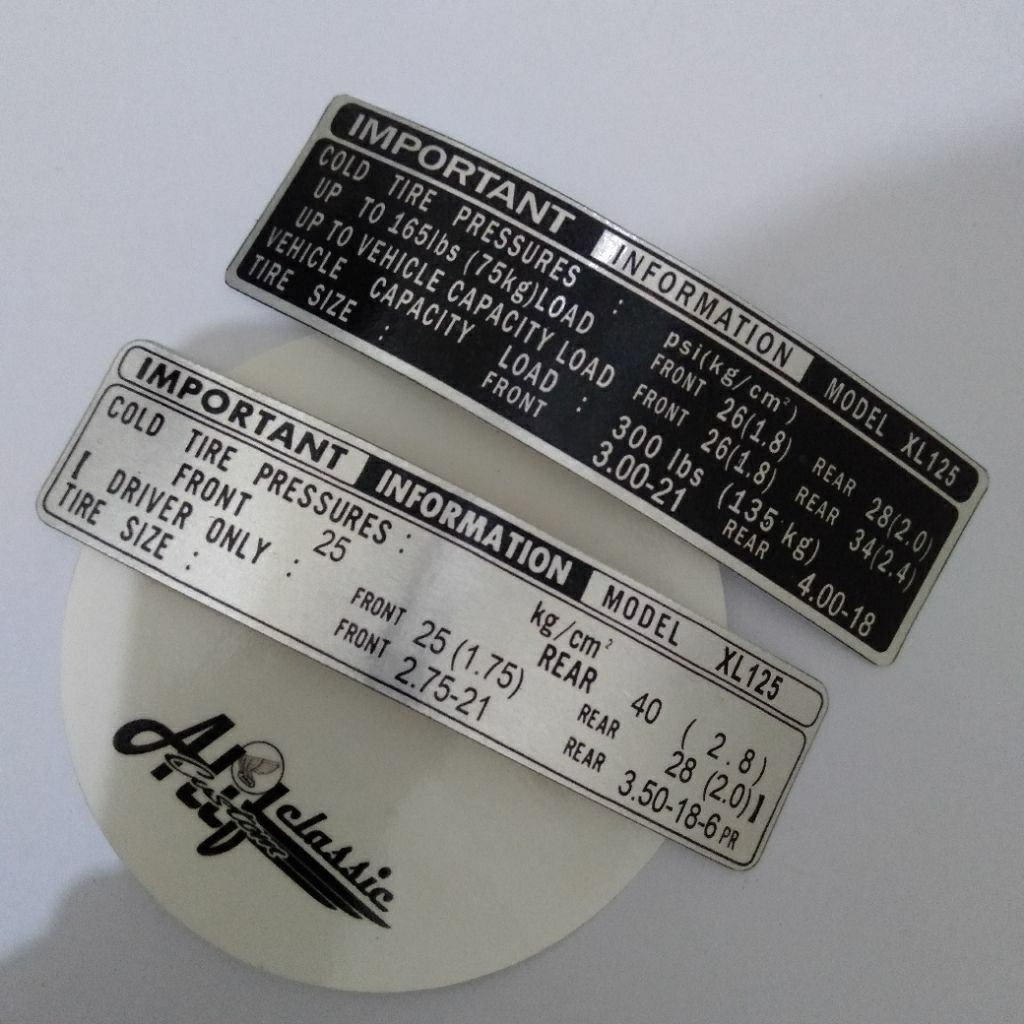 IMPORTANT INFORMATION MODEL XL125
COLD TIRE PRESSURES : psi(kg/cm²)
UP TO 165lbs (75kg)LOAD FRONT 26(1.8) REAR 28(2.0)
UP TO VEHICLE CAPACITY LOAD FRONT 26(1.8) REAR 34(2.4)
VEHICLE CAPACITY LOAD : 300 lbs (135 kg)
TIRE SIZE : FRONT 3.00-21 REAR 4.00-18
IMPORTANT INFORMATION MODEL XL125
COLD TIRE PRESSURES : kg/cm²
FRONT 25 REAR 40 ( 2.8)
[ DRIVER ONLY : FRONT 25 (1.75) REAR 28 (2.0)]
TIRE SIZE : FRONT 2.75-21 REAR 3.50-18-6PR
classic
Custom